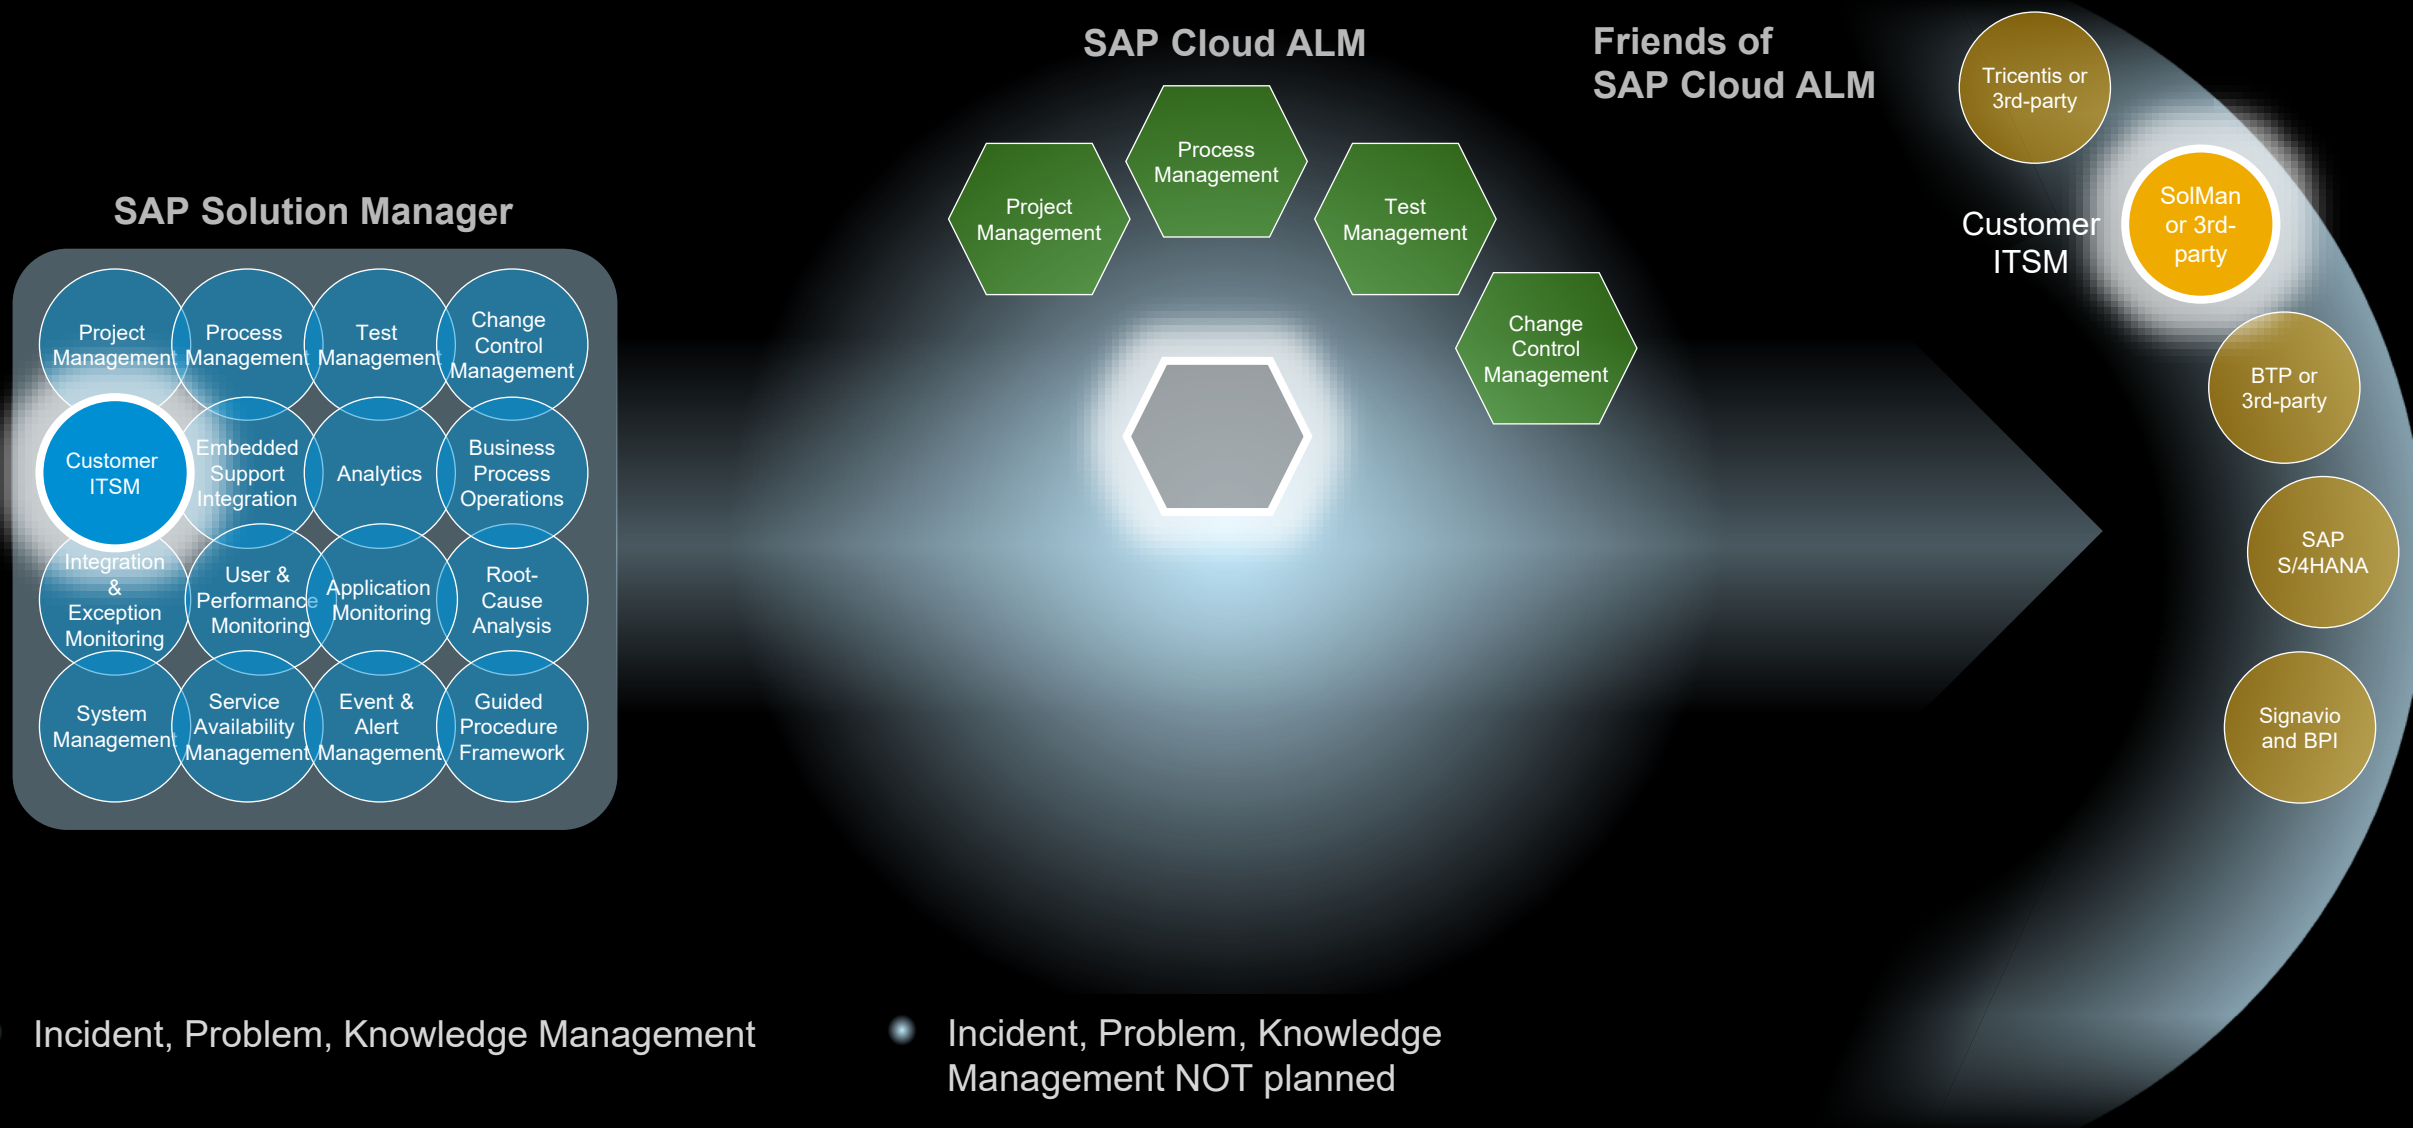 SAP Solution Manager
Project
Management
Process
Management
Test
Management
Change
Control
Management
Customer
ITSM
Embedded
Support
Integration
Analytics
Business
Process
Operations
Integration
&
Exception
Monitoring
User &
Performance
Monitoring
Application
Monitoring
Root-
Cause
Analysis
System
Management
Service
Availability
Management
Event &
Alert
Management
Guided
Procedure
Framework
Incident, Problem, Knowledge Management
SAP Cloud ALM
Project
Management
Process
Management
Test
Management
Change
Control
Management
Incident, Problem, Knowledge
Management NOT planned
Friends of
SAP Cloud ALM
Tricentis or
3rd-party
Customer
ITSM
SolMan
or 3rd-
party
BTP or
3rd-party
SAP
S/4HANA
Signavio
and BPI